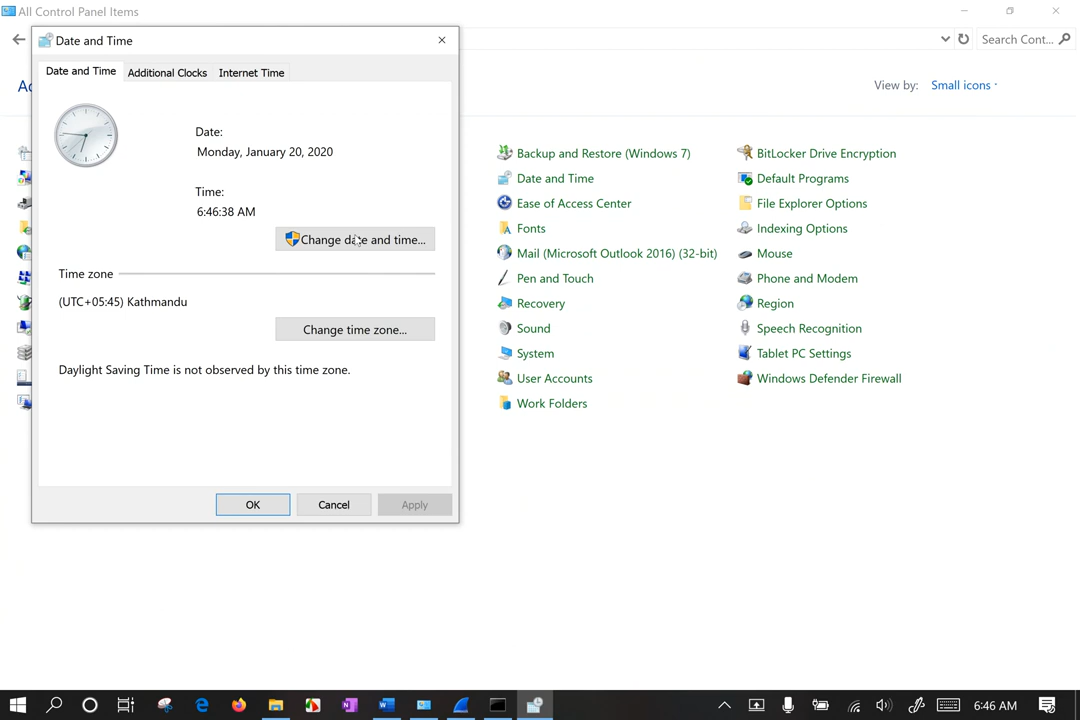 All Control Panel Items
Date and Time
Search Cont...
Date and Time
Additional Clocks
Internet Time
View by:
Small icons
Date:
Monday, January 20, 2020
Time:
6:46:38 AM
Change date and time...
Time zone
(UTC+05:45) Kathmandu
Change time zone...
Daylight Saving Time is not observed by this time zone.
OK
Cancel
Apply
Backup and Restore (Windows 7)
Date and Time
Ease of Access Center
Fonts
Mail (Microsoft Outlook 2016) (32-bit)
Pen and Touch
Recovery
Sound
System
User Accounts
Work Folders
BitLocker Drive Encryption
Default Programs
File Explorer Options
Indexing Options
Mouse
Phone and Modem
Region
Speech Recognition
Tablet PC Settings
Windows Defender Firewall
6:46 AM